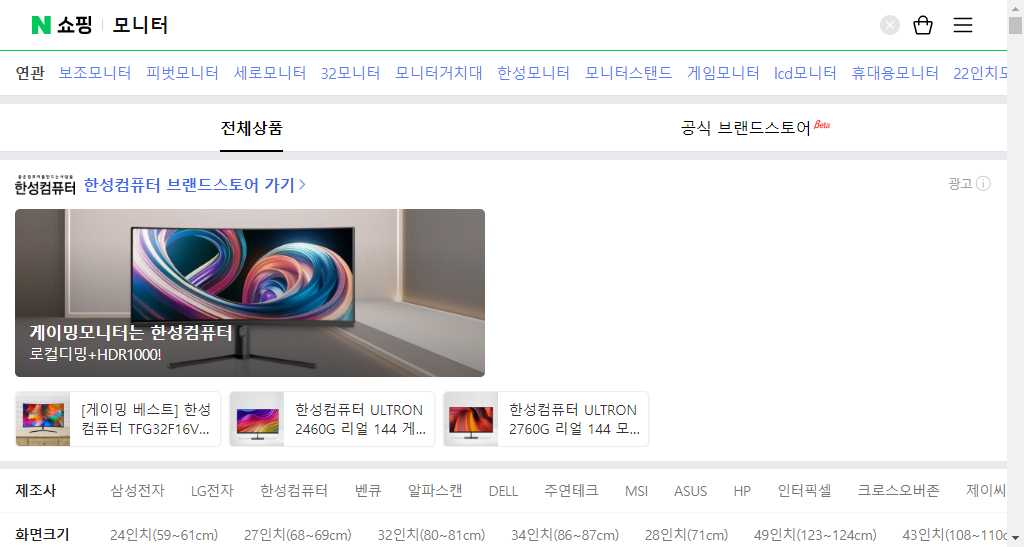 N 쇼핑 모니터
연관 보조모니터 피벗모니터 세로모니터 32모니터 모니터거치대 한성모니터 모니터스탠드 게임모니터 lcd모니터 휴대용모니터 22인치모
전체상품 공식 브랜드스토어 Beta
한성컴퓨터 한성컴퓨터 브랜드스토어 가기 광고
게이밍모니터는 한성컴퓨터
로컬디밍+HDR1000!
[게이밍 베스트] 한성
컴퓨터 TFG32F16V...
한성컴퓨터 ULTRON
2460G 리얼 144 게...
한성컴퓨터 ULTRON
2760G 리얼 144 모...
제조사 삼성전자 LG전자 한성컴퓨터 벤큐 알파스캔 DELL 주연테크 MSI ASUS HP 인터픽셀 크로스오버존 제이씨
화면크기 24인치(59~61cm) 27인치(68~69cm) 32인치(80~81cm) 34인치(86~87cm) 28인치(71cm) 49인치(123~124cm) 43인치(108~110c